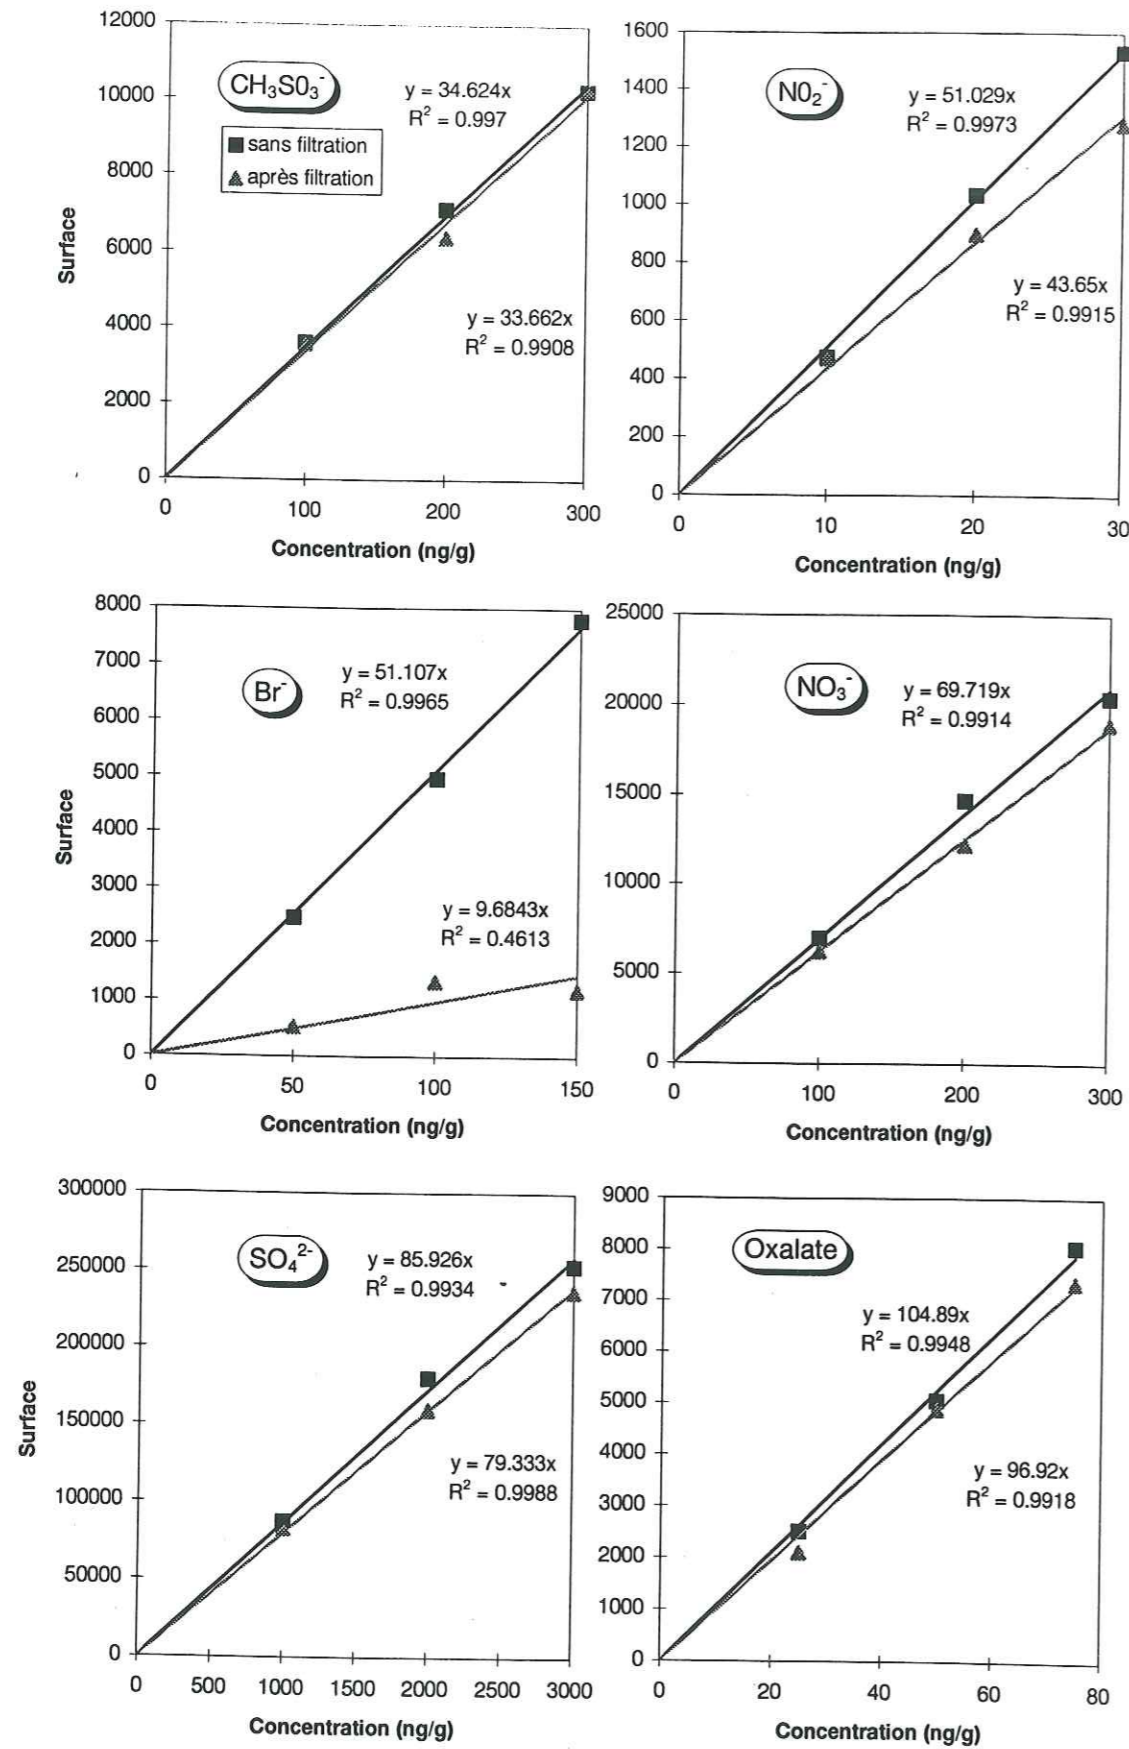 CH₃S0₃⁻
y = 34.624x
R² = 0.997
sans filtration
après filtration
y = 33.662x
R² = 0.9908
12000
10000
8000
6000
4000
2000
0
0 100 200 300
Surface
Concentration (ng/g)
N0₂⁻
y = 51.029x
R² = 0.9973
y = 43.65x
R² = 0.9915
1600
1400
1200
1000
800
600
400
200
0
0 10 20 30
Concentration (ng/g)
Br⁻
y = 51.107x
R² = 0.9965
y = 9.6843x
R² = 0.4613
8000
7000
6000
5000
4000
3000
2000
1000
0
0 50 100 150
Surface
Concentration (ng/g)
NO₃⁻
y = 69.719x
R² = 0.9914
25000
20000
15000
10000
5000
0
0 100 200 300
Concentration (ng/g)
SO₄²⁻
y = 85.926x
R² = 0.9934
y = 79.333x
R² = 0.9988
300000
250000
200000
150000
100000
50000
0
0 500 1000 1500 2000 2500 3000
Surface
Concentration (ng/g)
Oxalate
y = 104.89x
R² = 0.9948
y = 96.92x
R² = 0.9918
9000
8000
7000
6000
5000
4000
3000
2000
1000
0
0 20 40 60 80
Concentration (ng/g)